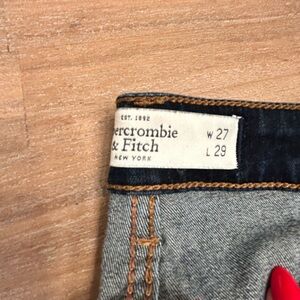 EST. 1892
ercrombie
& Fitch
NEW YORK
W 27
L 29